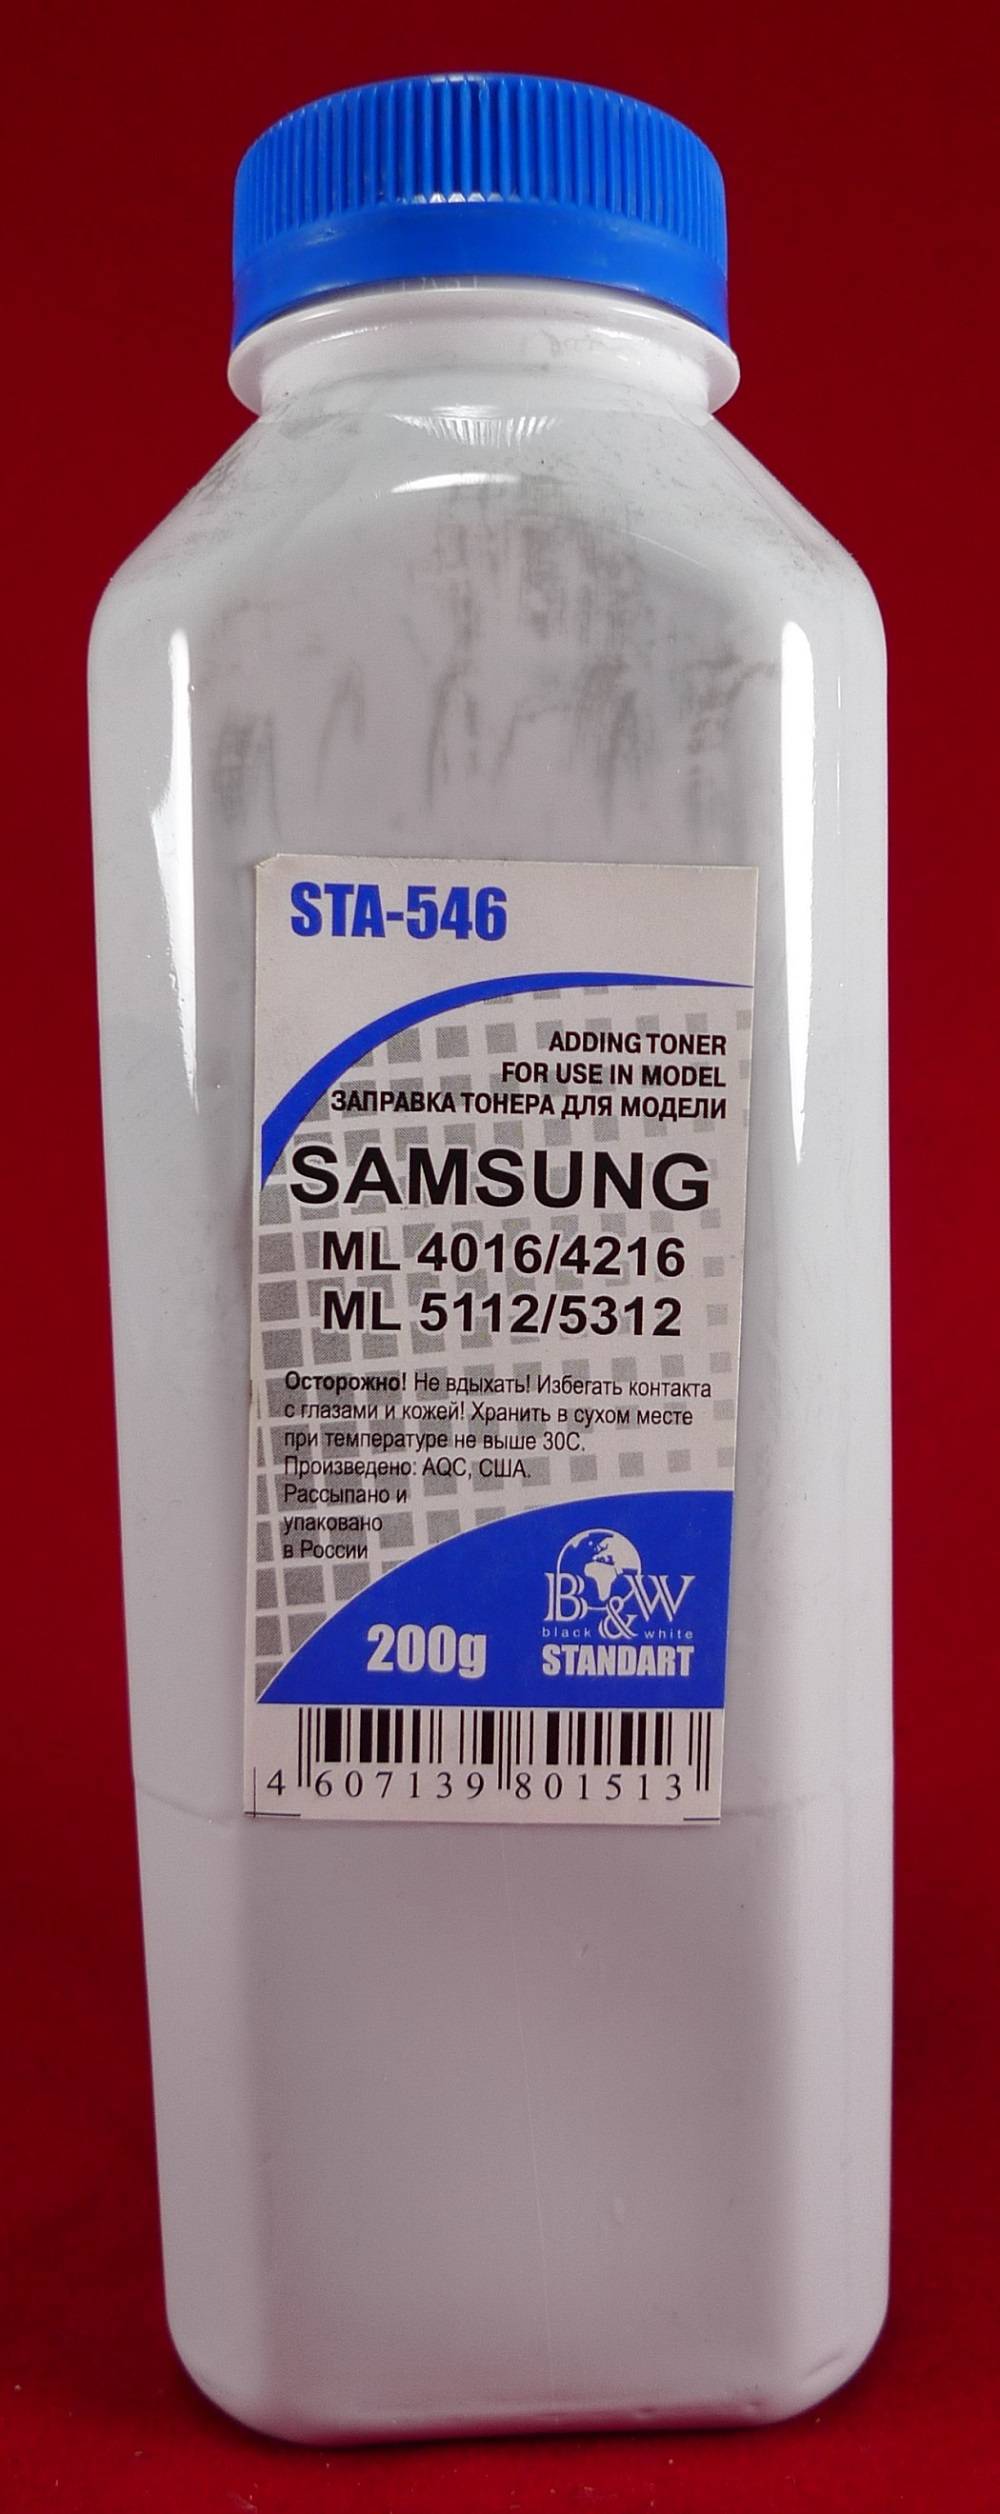 STA-546
ADDING TONER
FOR USE IN MODEL
ЗАПРАВКА ТОНЕРА ДЛЯ МОДЕЛИ
SAMSUNG
ML 4016/4216
ML 5112/5312
Осторожно! Не вдыхать! Избегать контакта
с глазами и кожей! Хранить в сухом месте
при температуре не выше 30С.
Произведено: AQC, США.
Рассыпано и
упаковано
в России
B&W
black white
200g
STANDART
4 607139 801513